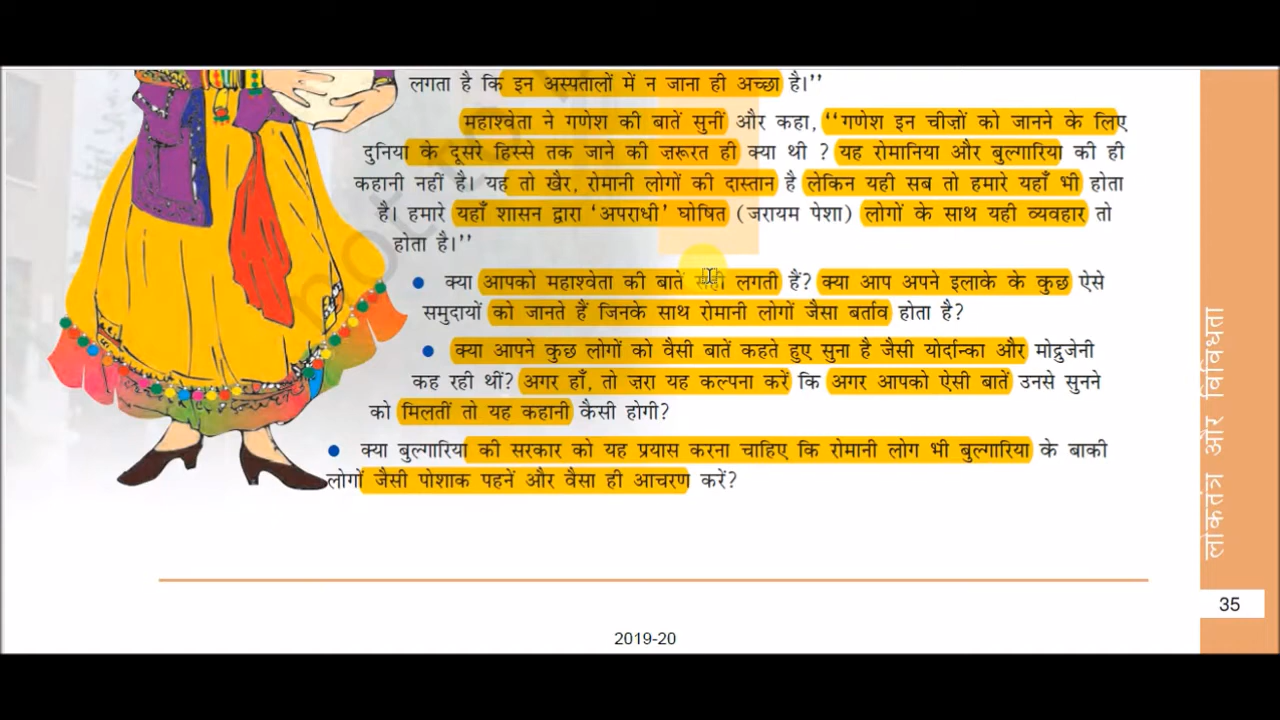 लगता है कि इन अस्पतालों में न जाना ही अच्छा है।’’
महाश्वेता ने गणेश की बातें सुनीं और कहा, ‘‘गणेश इन चीज़ों को जानने के लिए
दुनिया के दूसरे हिस्से तक जाने की ज़रूरत ही क्या थी ? यह रोमानिया और बुल्गारिया की ही
कहानी नहीं है। यह तो खैर, रोमानी लोगों की दास्तान है लेकिन यही सब तो हमारे यहाँ भी होता
है। हमारे यहाँ शासन द्वारा ‘अपराधी’ घोषित (जरायम पेशा) लोगों के साथ यही व्यवहार तो
होता है।’’
● क्या आपको महाश्वेता की बातें सही लगती हैं? क्या आप अपने इलाके के कुछ ऐसे
समुदायों को जानते हैं जिनके साथ रोमानी लोगों जैसा बर्ताव होता है?
● क्या आपने कुछ लोगों को वैसी बातें कहते हुए सुना है जैसी योर्दान्का और मोद्रुजेनी
कह रही थीं? अगर हाँ, तो ज़रा यह कल्पना करें कि अगर आपको ऐसी बातें उनसे सुनने
को मिलतीं तो यह कहानी कैसी होगी?
● क्या बुल्गारिया की सरकार को यह प्रयास करना चाहिए कि रोमानी लोग भी बुल्गारिया के बाकी
लोगों जैसी पोशाक पहनें और वैसा ही आचरण करें?
लोकतंत्र और विविधता
35
2019-20